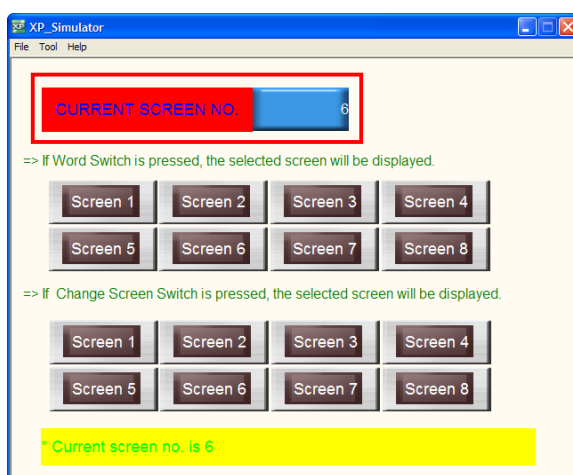 XP_Simulator
File Tool Help
CURRENT SCREEN NO. 6
=> If Word Switch is pressed, the selected screen will be displayed.
Screen 1 Screen 2 Screen 3 Screen 4
Screen 5 Screen 6 Screen 7 Screen 8
=> If Change Screen Switch is pressed, the selected screen will be displayed.
Screen 1 Screen 2 Screen 3 Screen 4
Screen 5 Screen 6 Screen 7 Screen 8
* Current screen no. is 6